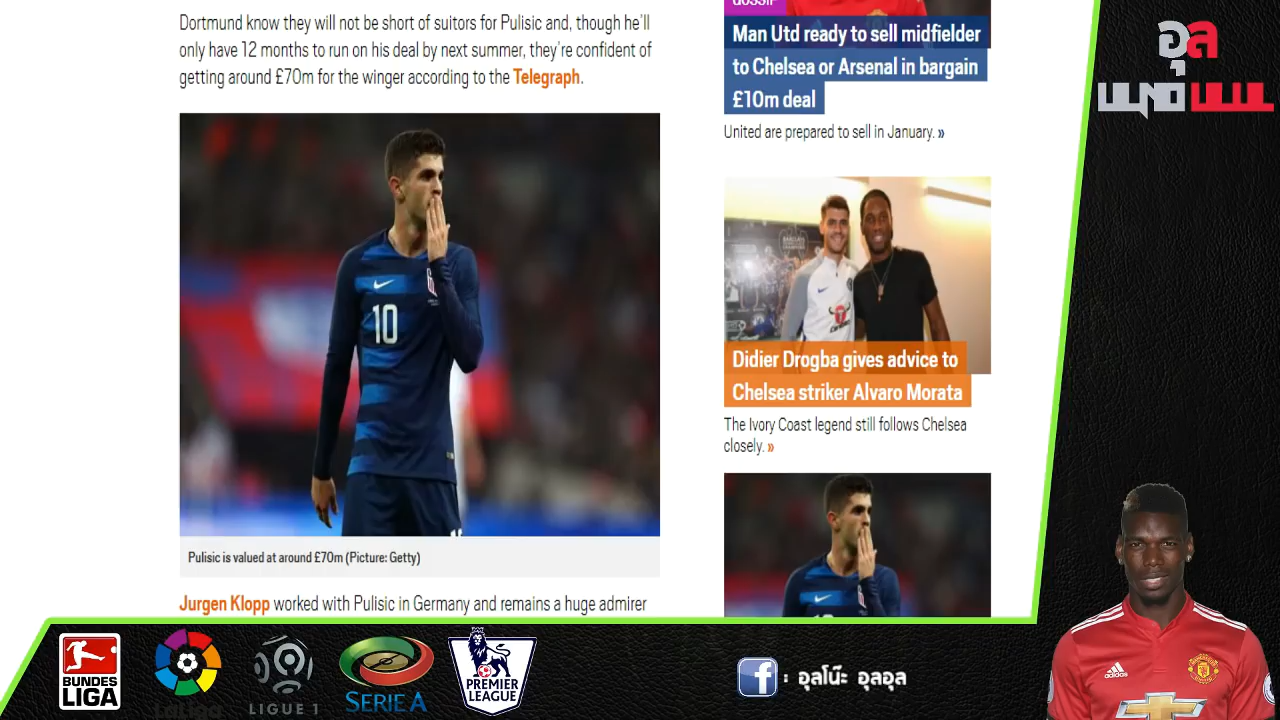 Dortmund know they will not be short of suitors for Pulisic and, though he'll
only have 12 months to run on his deal by next summer, they're confident of
getting around £70m for the winger according to the Telegraph.
10
Pulisic is valued at around £70m (Picture: Getty)
Jurgen Klopp worked with Pulisic in Germany and remains a huge admirer
Man Utd ready to sell midfielder
to Chelsea or Arsenal in bargain
£10m deal
United are prepared to sell in January. »
Didier Drogba gives advice to
Chelsea striker Alvaro Morata
The Ivory Coast legend still follows Chelsea
closely. »
อุล
BUNDES
LIGA
LaLiga
LIGUE 1
SERIE A
PREMIER
LEAGUE
f : อุลโน๊ะ อุลอุล
adidas